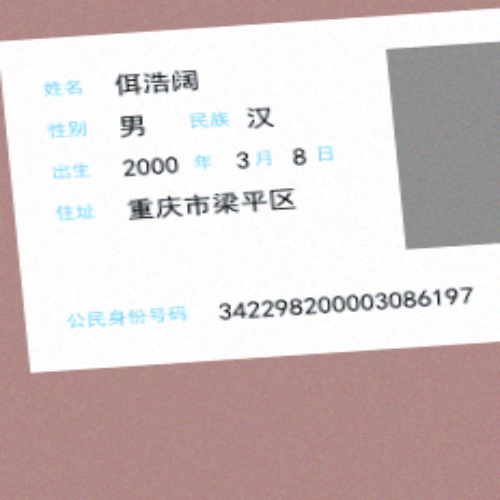 姓名 佴浩阔
性别 男 民族 汉
出生 2000 年 3 月 8 日
住址 重庆市梁平区
公民身份号码 342298200003086197